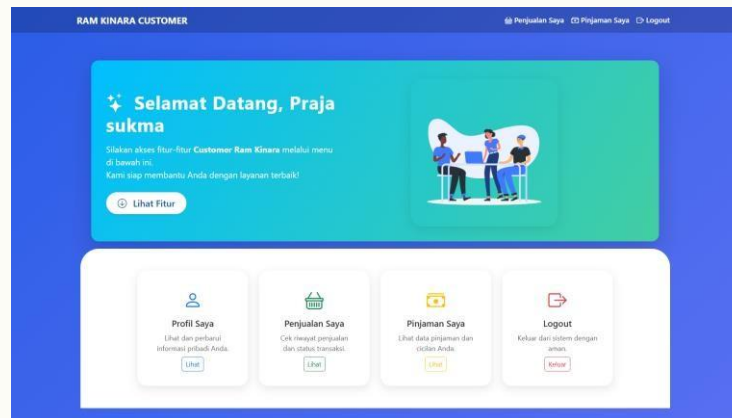 RAM KINARA CUSTOMER
Penjualan Saya Pinjaman Saya Logout
Selamat Datang, Praja
sukma
Silakan akses fitur-fitur Customer Ram Kinara melalui menu
di bawah ini.
Kami siap membantu Anda dengan layanan terbaik!
Lihat Fitur
Profil Saya
Lihat dan perbarui
informasi pribadi Anda.
Lihat
Penjualan Saya
Cek riwayat penjualan
dan status transaksi.
Lihat
Pinjaman Saya
Lihat data pinjaman dan
cicilan Anda.
Lihat
Logout
Keluar dari sistem dengan
aman.
Keluar